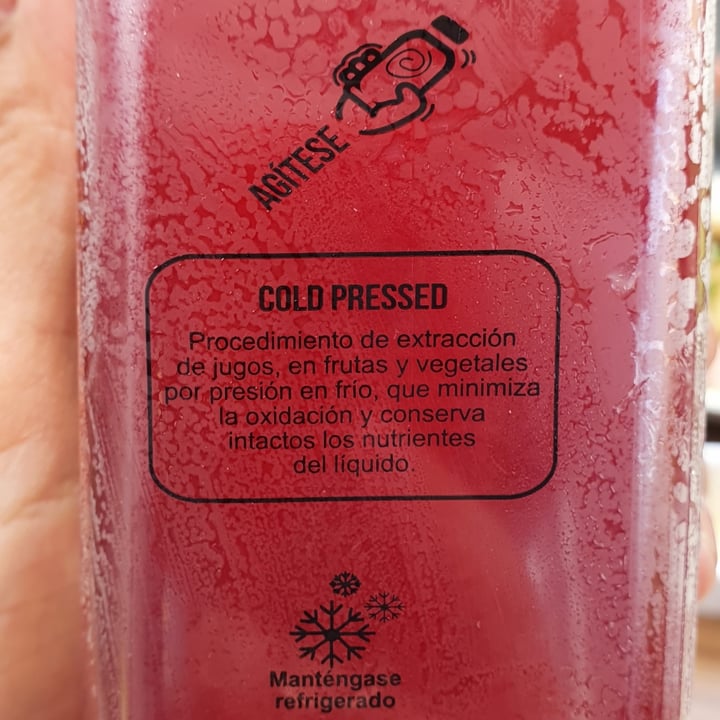 AGÍTESE
COLD PRESSED
Procedimiento de extracción
de jugos, en frutas y vegetales
por presión en frío, que minimiza
la oxidación y conserva
intactos los nutrientes
del líquido.
Manténgase
refrigerado